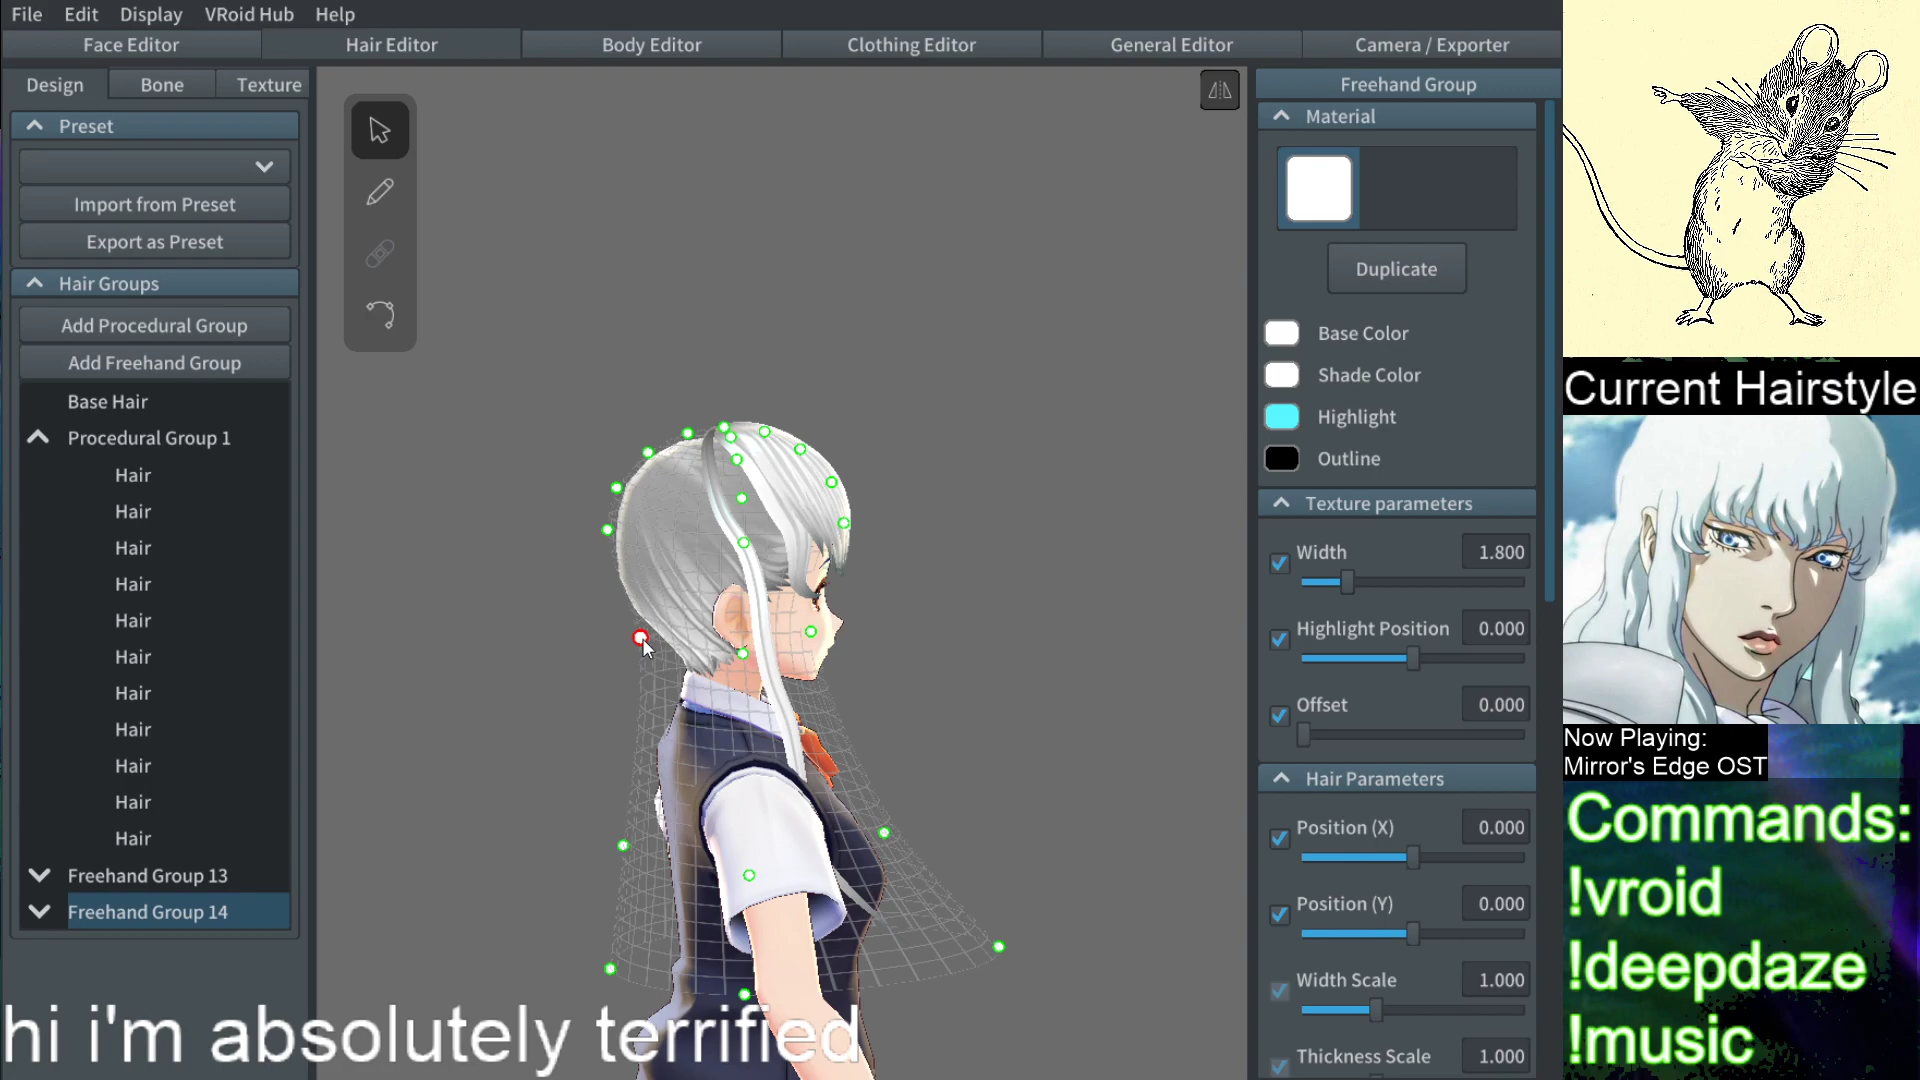 File Edit Display VRoid Hub Help
Face Editor Hair Editor Body Editor Clothing Editor General Editor Camera / Exporter
Design Bone Texture
Preset
Import from Preset
Export as Preset
Hair Groups
Add Procedural Group
Add Freehand Group
Base Hair
Procedural Group 1
Hair
Hair
Hair
Hair
Hair
Hair
Hair
Hair
Hair
Hair
Hair
Freehand Group 13
Freehand Group 14
Freehand Group
Material
Duplicate
Base Color
Shade Color
Highlight
Outline
Texture parameters
Width 1.800
Highlight Position 0.000
Offset 0.000
Hair Parameters
Position (X) 0.000
Position (Y) 0.000
Width Scale 1.000
Thickness Scale 1.000
Current Hairstyle
Now Playing:
Mirror's Edge OST
Commands:
!vroid
!deepdaze
!music
hi i'm absolutely terrified